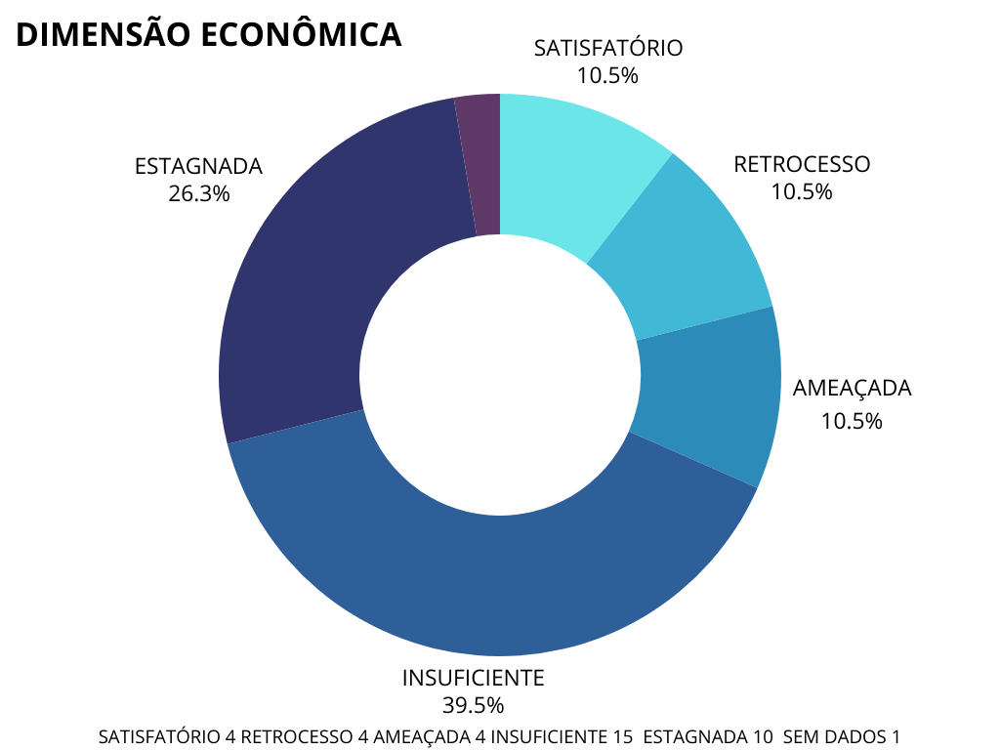 DIMENSÃO ECONÔMICA
SATISFATÓRIO
10.5%
RETROCESSO
10.5%
ESTAGNADA
26.3%
AMEAÇADA
10.5%
INSUFICIENTE
39.5%
SATISFATÓRIO 4 RETROCESSO 4 AMEAÇADA 4 INSUFICIENTE 15  ESTAGNADA 10  SEM DADOS 1